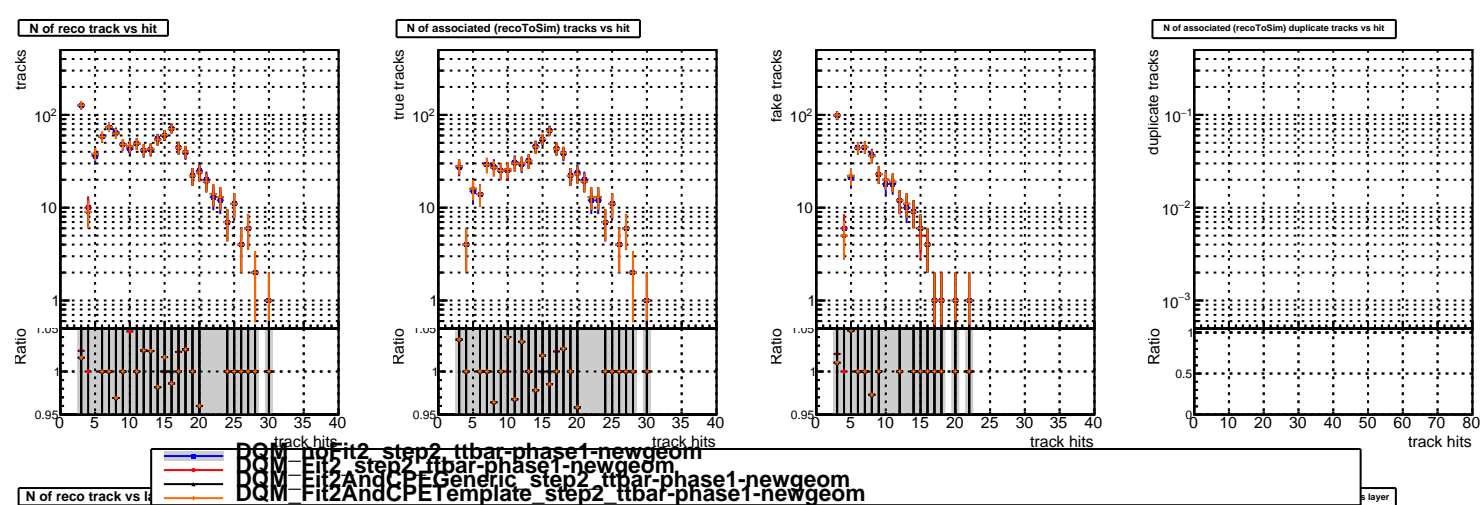 N of reco track vs hit
N of associated (recoToSim) tracks vs hit
N of associated (recoToSim) duplicate tracks vs hit
tracks
10²
10
1
Ratio
1.05
1
0.95
0 5 10 15 20 25 30 35 40
track hits
true tracks
10²
10
1
Ratio
1.05
1
0.95
0 5 10 15 20 25 30 35 40
track hits
fake tracks
10²
10
1
Ratio
1.05
1
0.95
0 5 10 15 20 25 30 35 40
track hits
duplicate tracks
10⁻¹
10⁻²
10⁻³
Ratio
1
0.5
0
0 10 20 30 40 50 60 70 80
track hits
DQM_noFit2_step2_ttbar-phase1-newgeom
DQM_Fit2_step2_ttbar-phase1-newgeom
DQM_Fit2AndCPEGeneric_step2_ttbar-phase1-newgeom
DQM_Fit2AndCPETemplate_step2_ttbar-phase1-newgeom
N of reco track vs
layer